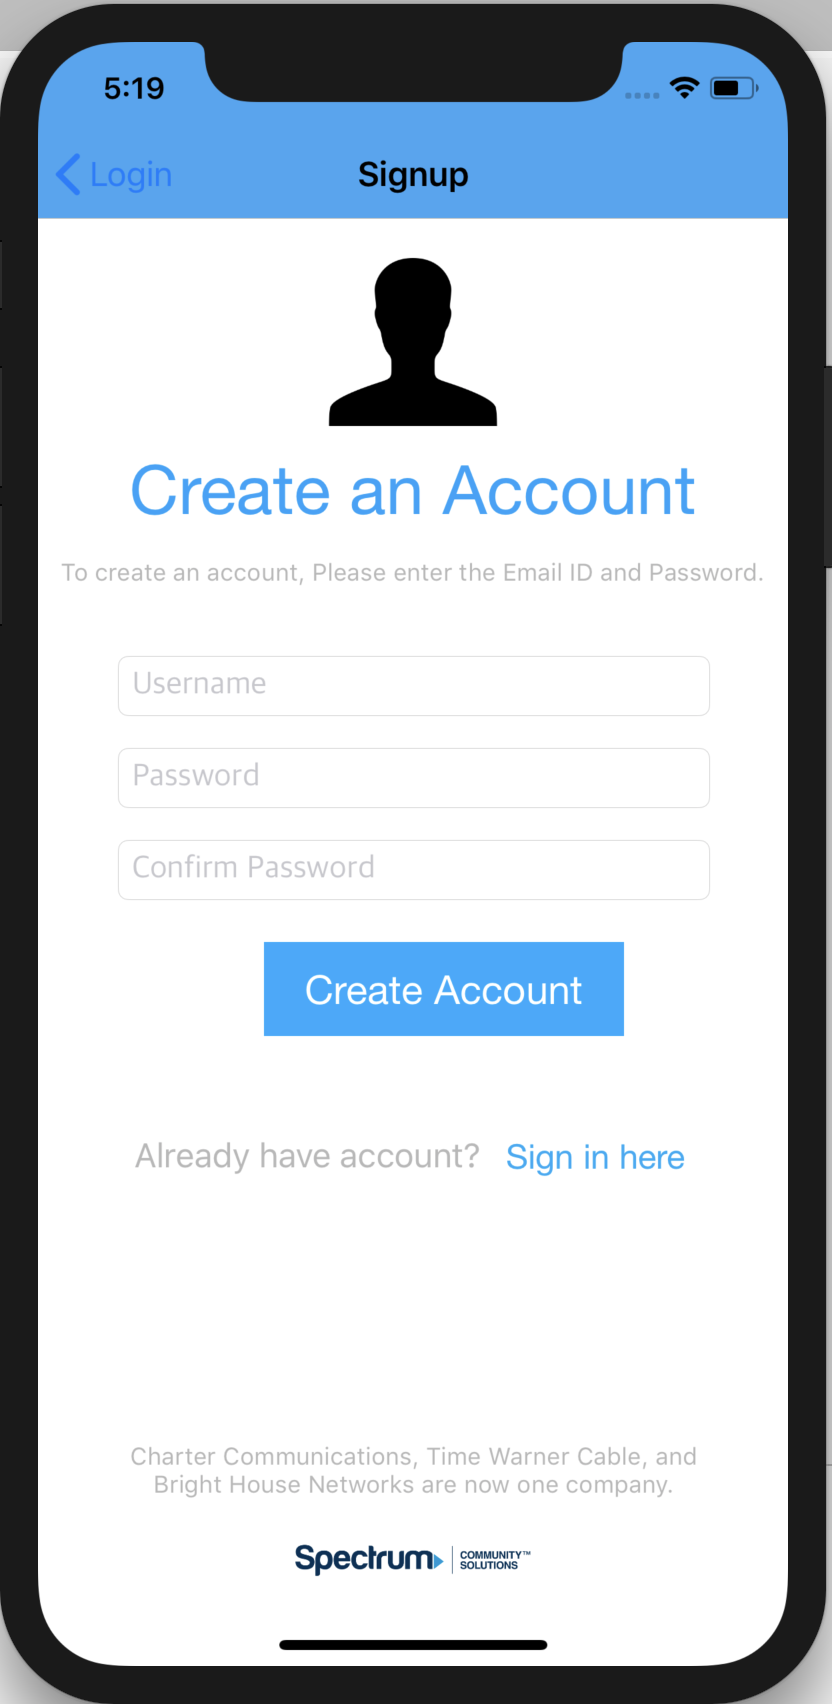 5:19
Login
Signup
Create an Account
To create an account, Please enter the Email ID and Password.
Username
Password
Confirm Password
Create Account
Already have account? Sign in here
Charter Communications, Time Warner Cable, and
Bright House Networks are now one company.
Spectrum COMMUNITY™
SOLUTIONS